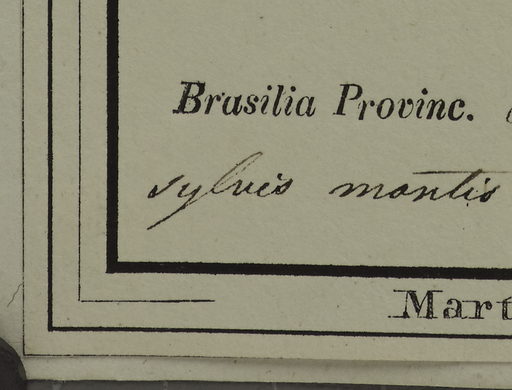 Brasilia Provinc.
sylvis montis
Mart